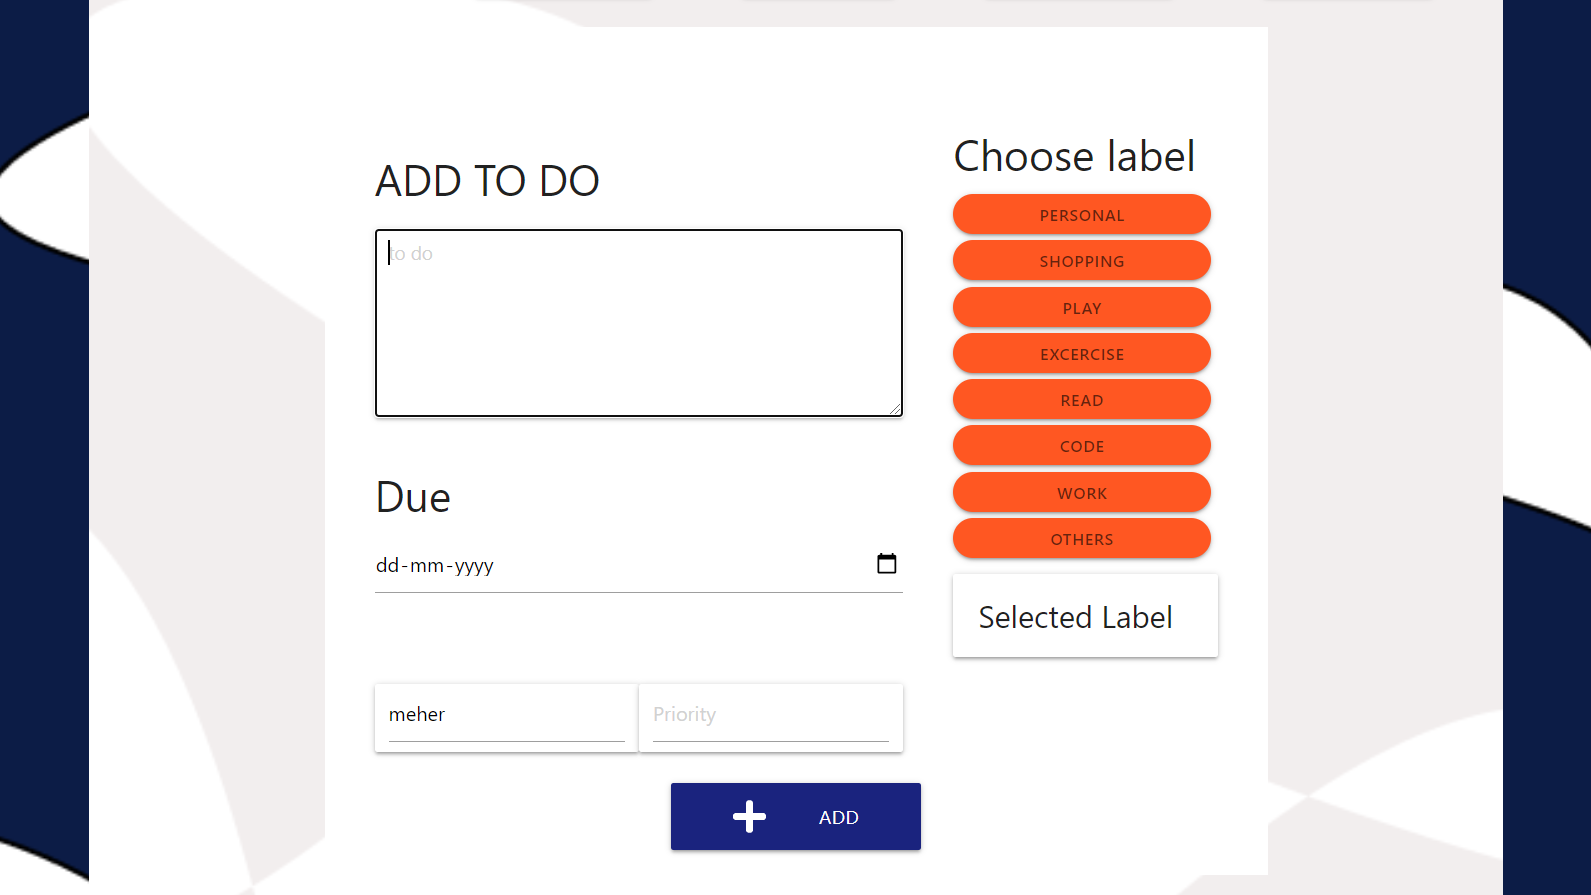 ADD TO DO
to do
Due
dd-mm-yyyy
meher
Priority
ADD
Choose label
PERSONAL
SHOPPING
PLAY
EXCERCISE
READ
CODE
WORK
OTHERS
Selected Label